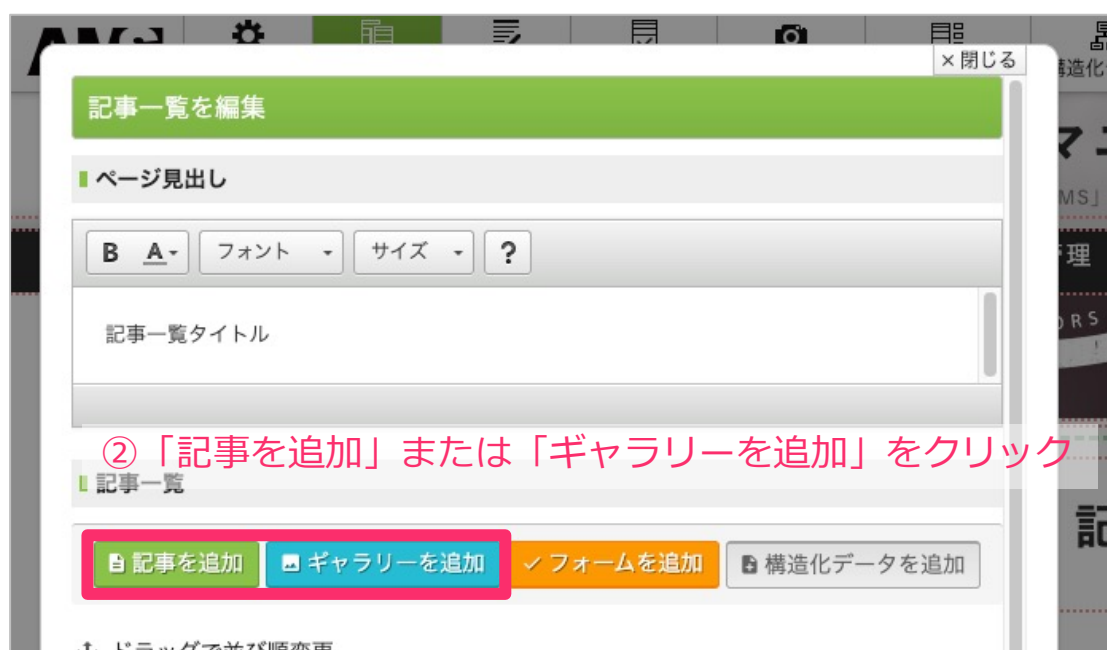 ×閉じる
造化
記事一覧を編集
ページ見出し
MS」
B A フォント サイズ ?
理
記事一覧タイトル
ORS
②「記事を追加」または「ギャラリーを追加」をクリック
記事一覧
記
記事を追加 ギャラリーを追加 フォームを追加 構造化データを追加
ドラッグで並び順変更